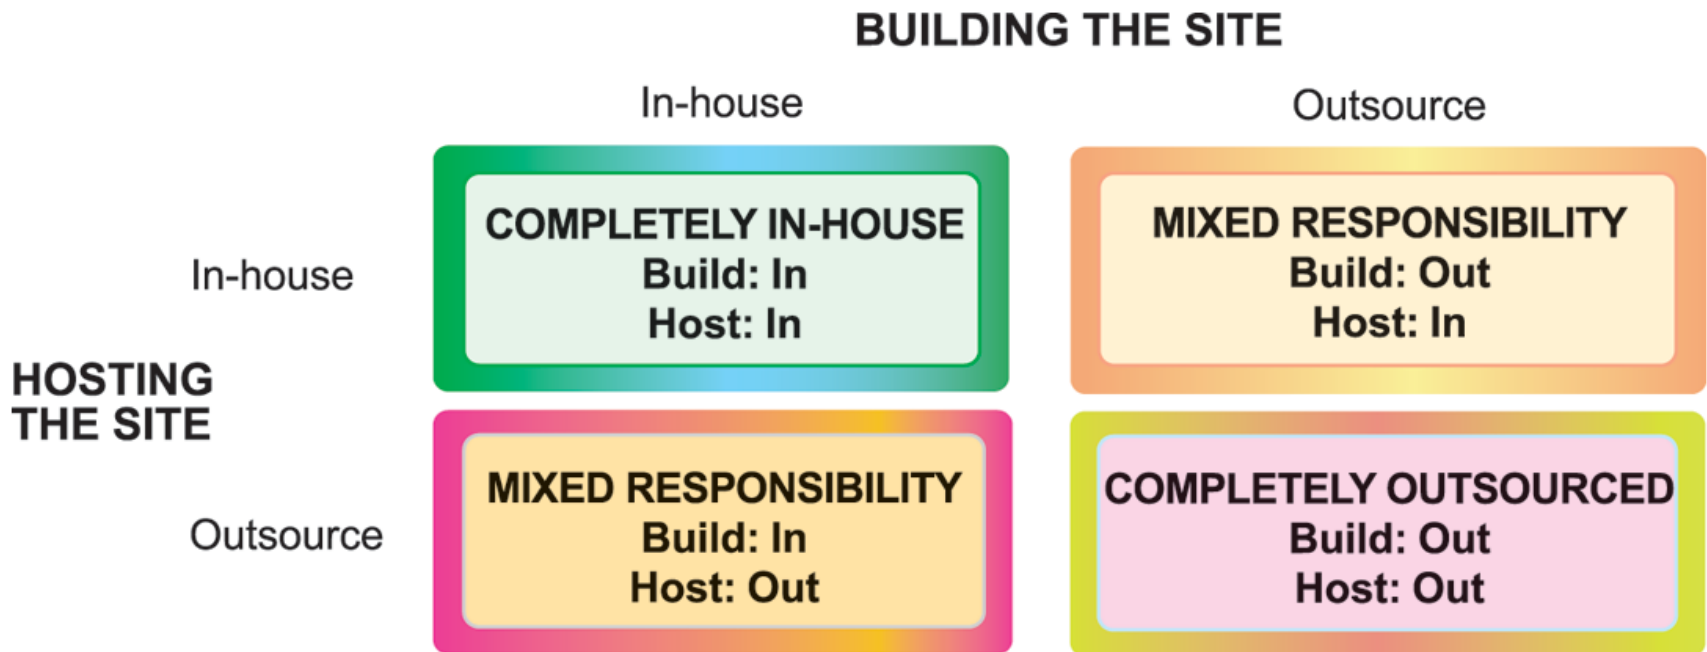 BUILDING THE SITE
In-house
Outsource
In-house
COMPLETELY IN-HOUSE
Build: In
Host: In
MIXED RESPONSIBILITY
Build: Out
Host: In
HOSTING
THE SITE
Outsource
MIXED RESPONSIBILITY
Build: In
Host: Out
COMPLETELY OUTSOURCED
Build: Out
Host: Out